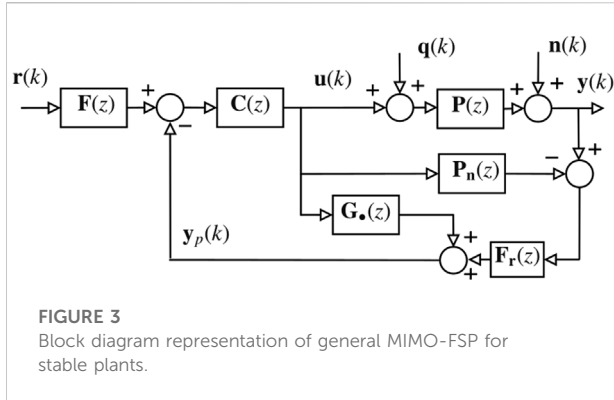 q(k)
n(k)
r(k)
u(k)
y(k)
F(z)
+
−
C(z)
+
+
P(z)
+
+
−
+
Pn(z)
G•(z)
yp(k)
+
+
Fr(z)
FIGURE 3
Block diagram representation of general MIMO-FSP for
stable plants.